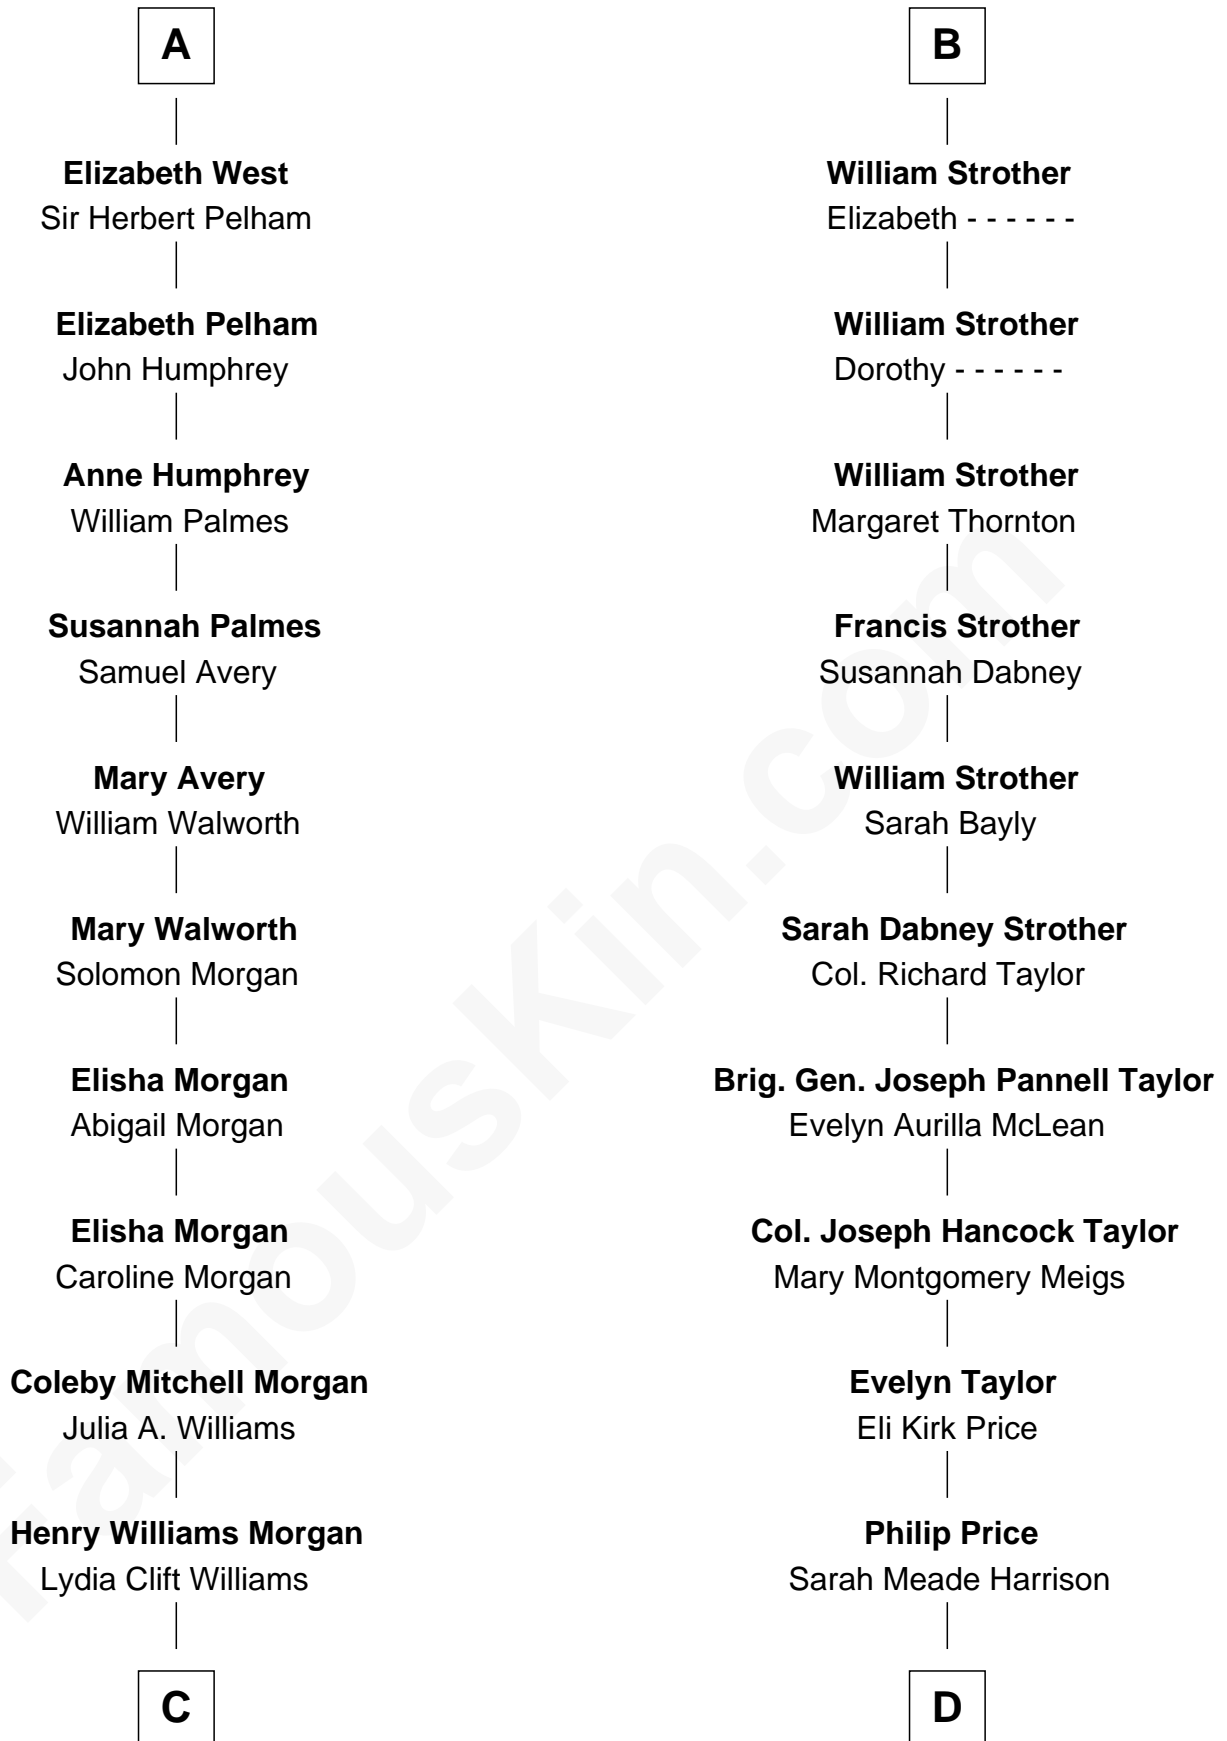 A
Elizabeth West
Sir Herbert Pelham
Elizabeth Pelham
John Humphrey
Anne Humphrey
William Palmes
Susannah Palmes
Samuel Avery
Mary Avery
William Walworth
Mary Walworth
Solomon Morgan
Elisha Morgan
Abigail Morgan
Elisha Morgan
Caroline Morgan
Coleby Mitchell Morgan
Julia A. Williams
Henry Williams Morgan
Lydia Clift Williams
C
B
William Strother
Elizabeth - - - - - -
William Strother
Dorothy - - - - - -
William Strother
Margaret Thornton
Francis Strother
Susannah Dabney
William Strother
Sarah Bayly
Sarah Dabney Strother
Col. Richard Taylor
Brig. Gen. Joseph Pannell Taylor
Evelyn Aurilla McLean
Col. Joseph Hancock Taylor
Mary Montgomery Meigs
Evelyn Taylor
Eli Kirk Price
Philip Price
Sarah Meade Harrison
D
famouskin.com